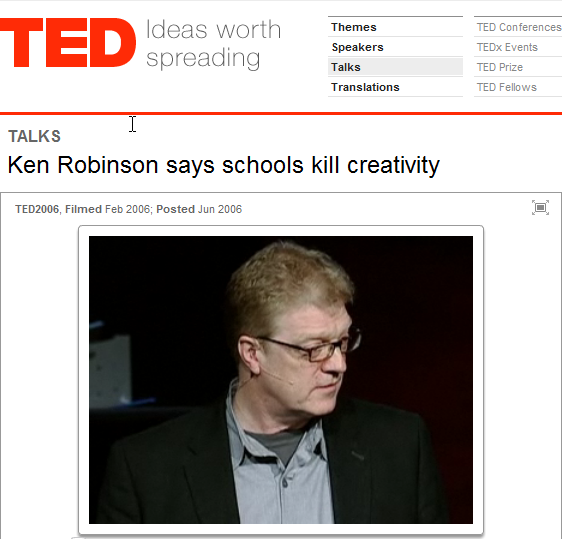 TED Ideas worth
spreading
Themes
Speakers
Talks
Translations
TED Conferences
TEDx Events
TED Prize
TED Fellows
TALKS
Ken Robinson says schools kill creativity
TED2006, Filmed Feb 2006; Posted Jun 2006